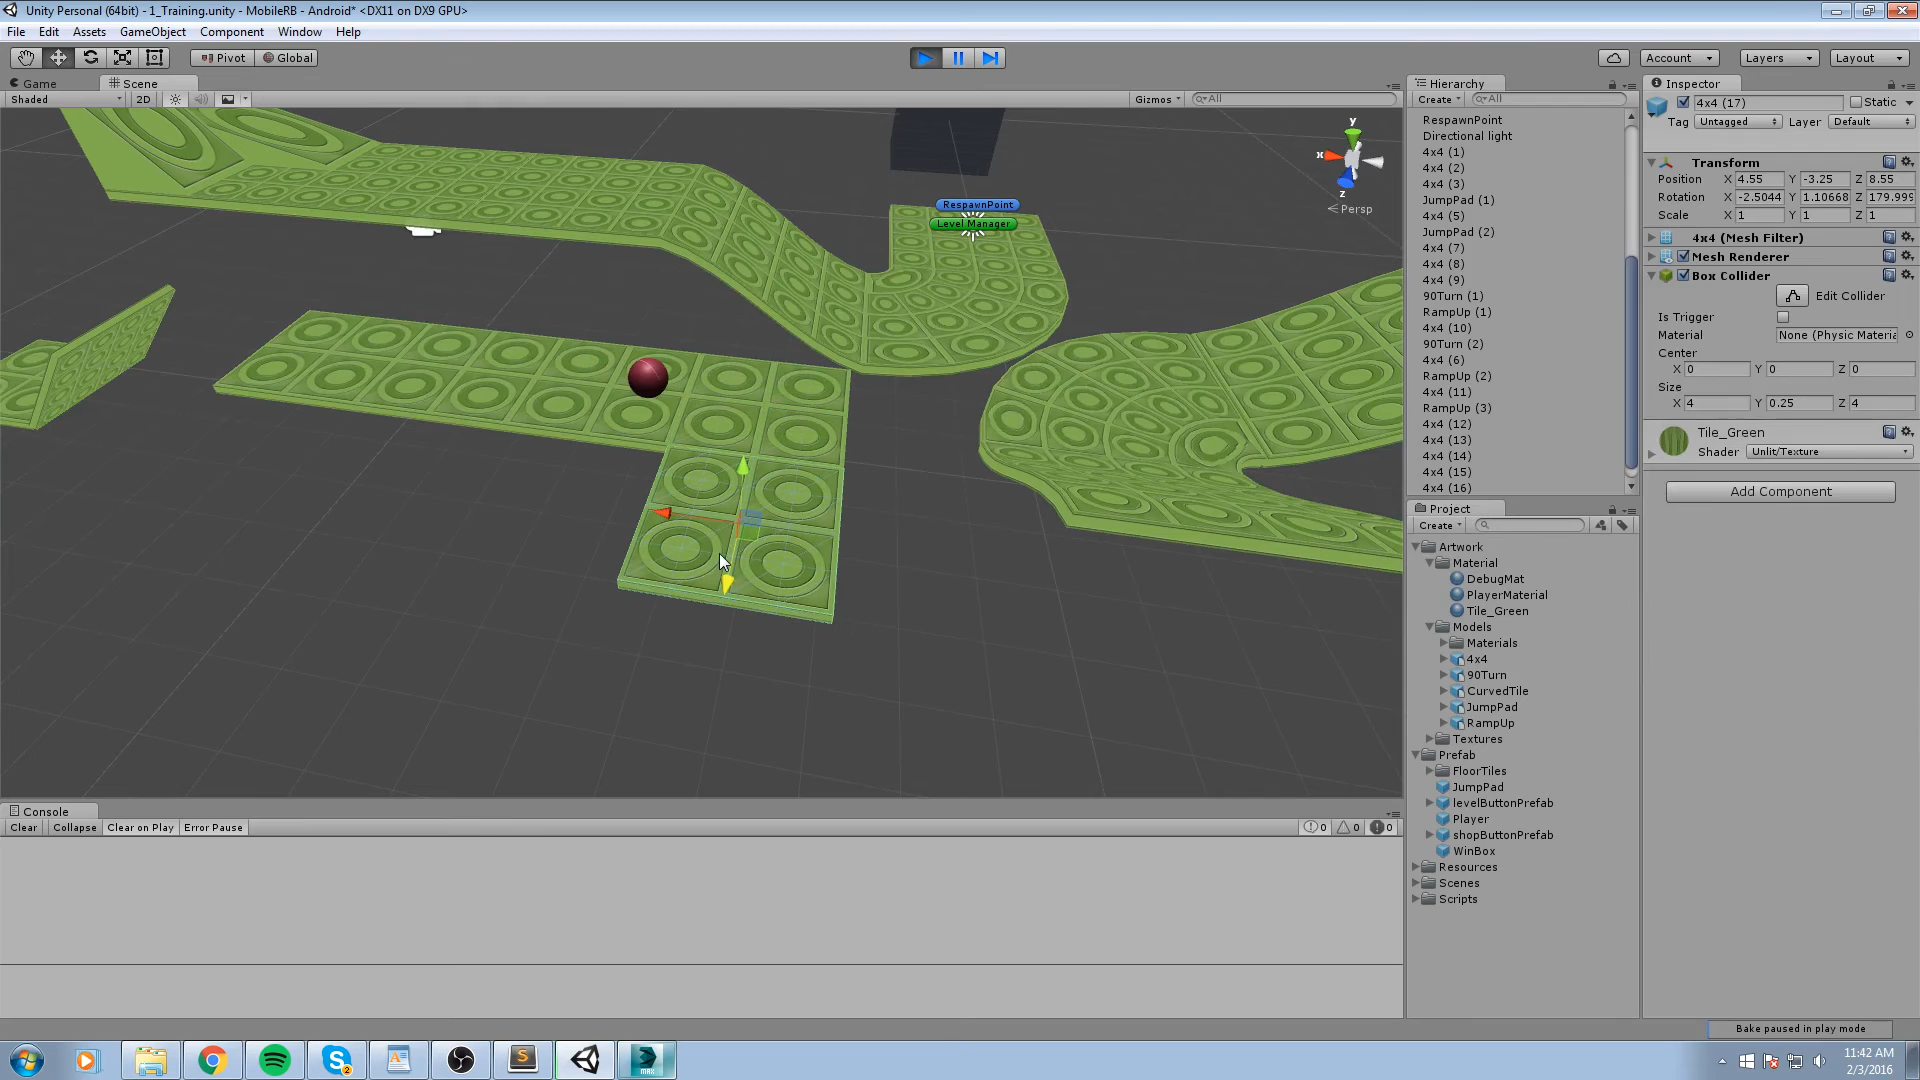 Unity Personal (64bit) - 1_Training.unity - MobileRB - Android* <DX11 on DX9 GPU>
File Edit Assets GameObject Component Window Help
Pivot Global Account Layers Layout
Game Scene
Shaded 2D Gizmos All
RespawnPoint
Level Manager
y
x
z
Persp
Console
Clear Collapse Clear on Play Error Pause 0 0 0
Hierarchy
Create All
RespawnPoint
Directional light
4x4 (1)
4x4 (2)
4x4 (3)
JumpPad (1)
4x4 (5)
JumpPad (2)
4x4 (7)
4x4 (8)
4x4 (9)
90Turn (1)
RampUp (1)
4x4 (10)
90Turn (2)
4x4 (6)
RampUp (2)
4x4 (11)
RampUp (3)
4x4 (12)
4x4 (13)
4x4 (14)
4x4 (15)
4x4 (16)
Project
Create
Artwork
Material
DebugMat
PlayerMaterial
Tile_Green
Models
Materials
4x4
90Turn
CurvedTile
JumpPad
RampUp
Textures
Prefab
FloorTiles
JumpPad
levelButtonPrefab
Player
shopButtonPrefab
WinBox
Resources
Scenes
Scripts
Inspector
4x4 (17) Static
Tag Untagged Layer Default
Transform
Position X 4.55 Y -3.25 Z 8.55
Rotation X -2.5044 Y 1.10668 Z 179.999
Scale X 1 Y 1 Z 1
4x4 (Mesh Filter)
Mesh Renderer
Box Collider
Edit Collider
Is Trigger
Material None (Physic Materia
Center
X 0 Y 0 Z 0
Size
X 4 Y 0.25 Z 4
Tile_Green
Shader Unlit/Texture
Add Component
Bake paused in play mode
2
S
MAX
11:42 AM
2/3/2016